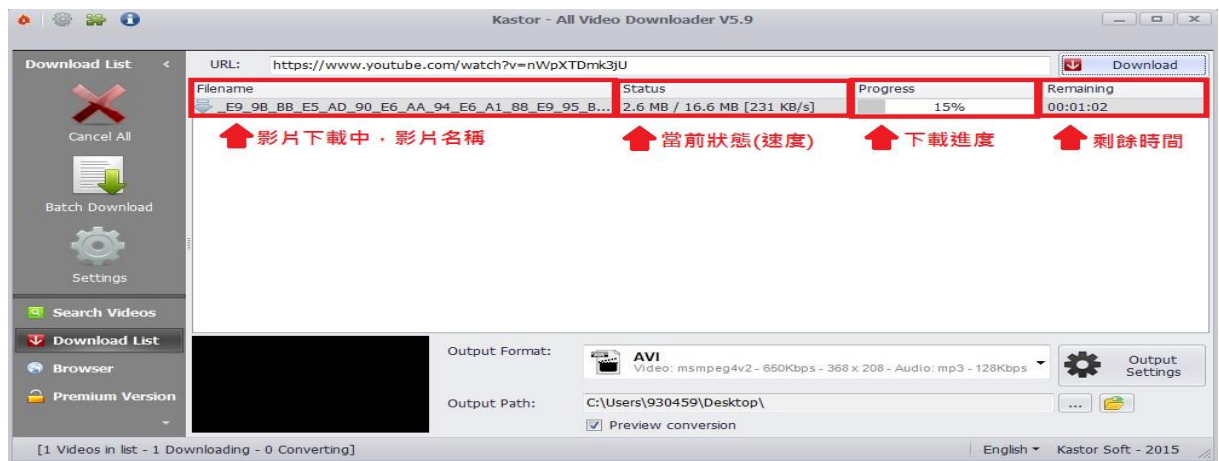 Kastor - All Video Downloader V5.9
Download List <
URL: https://www.youtube.com/watch?v=nWpXTDmk3jU Download
Filename Status Progress Remaining
_E9_9B_BB_E5_AD_90_E6_AA_94_E6_A1_88_E9_95_B... 2.6 MB / 16.6 MB [231 KB/s] 15% 00:01:02
影片下載中，影片名稱 當前狀態(速度) 下載進度 剩餘時間
Cancel All
Batch Download
Settings
Search Videos
Download List
Browser
Premium Version
Output Format: AVI
Video: msmpeg4v2 - 650Kbps - 368 x 208 - Audio: mp3 - 128Kbps
Output Settings
Output Path: C:\Users\930459\Desktop\ ...
Preview conversion
[1 Videos in list - 1 Downloading - 0 Converting] English Kastor Soft - 2015